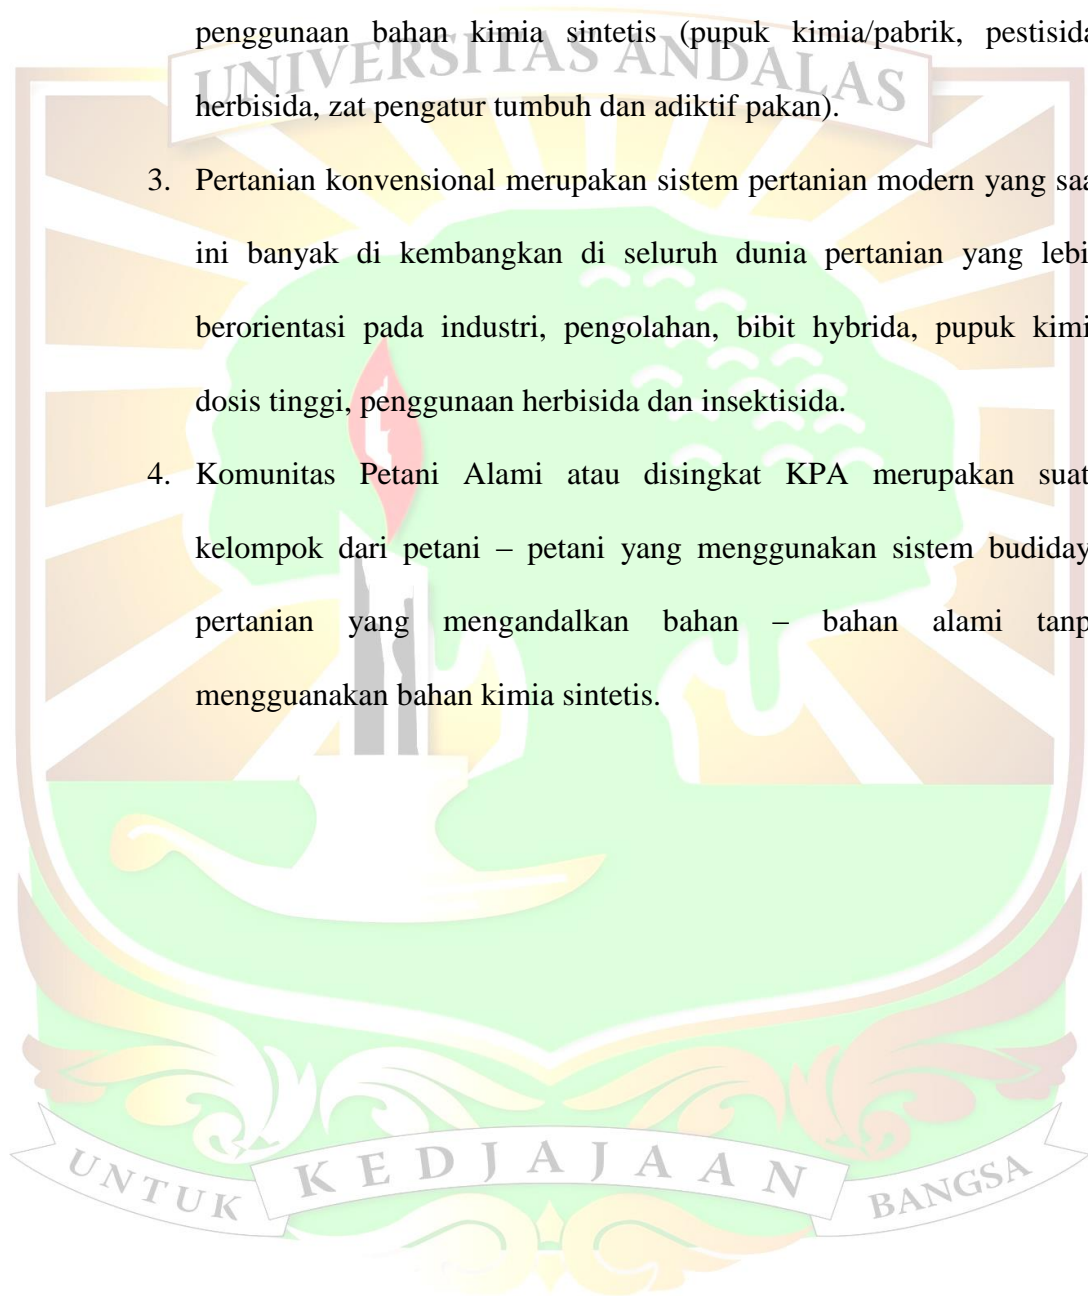 penggunaan bahan kimia sintetis (pupuk kimia/pabrik, pestisida
UNIVERSITAS ANDALAS
herbisida, zat pengatur tumbuh dan adiktif pakan).
3. Pertanian konvensional merupakan sistem pertanian modern yang saa
ini banyak di kembangkan di seluruh dunia pertanian yang lebi
berorientasi pada industri, pengolahan, bibit hybrida, pupuk kimi
dosis tinggi, penggunaan herbisida dan insektisida.
4. Komunitas Petani Alami atau disingkat KPA merupakan suat
kelompok dari petani – petani yang menggunakan sistem budiday
pertanian yang mengandalkan bahan – bahan alami tanp
mengguanakan bahan kimia sintetis.
UNTUK KEDJAJAAN BANGSA